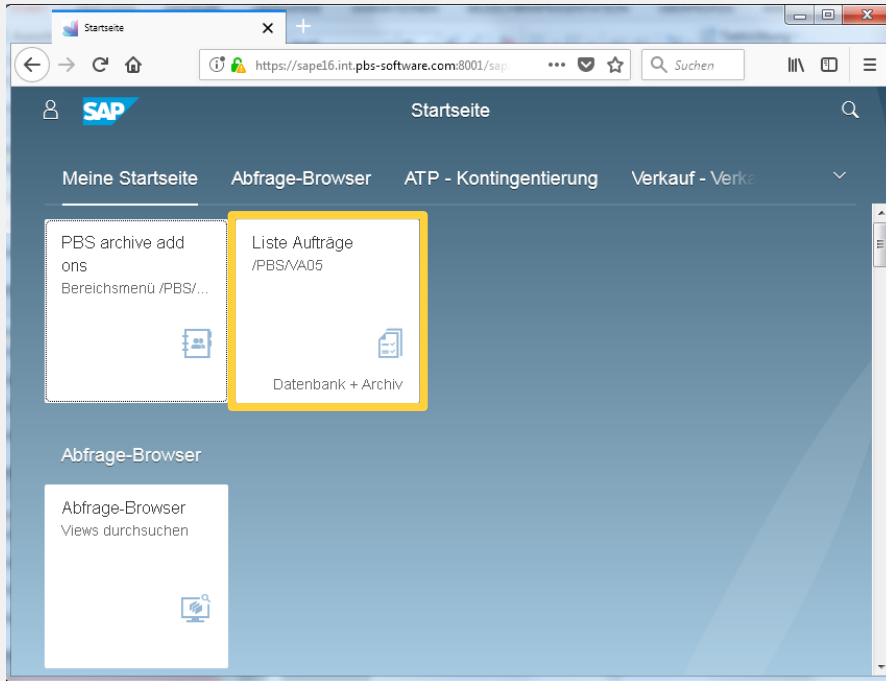 Startseite
https://sape16.int.pbs-software.com:8001/sap
Suchen
SAP
Startseite
Meine Startseite
Abfrage-Browser
ATP - Kontingentierung
Verkauf - Verka
PBS archive add
ons
Bereichsmenü /PBS/...
Liste Aufträge
/PBS/VA05
Datenbank + Archiv
Abfrage-Browser
Abfrage-Browser
Views durchsuchen